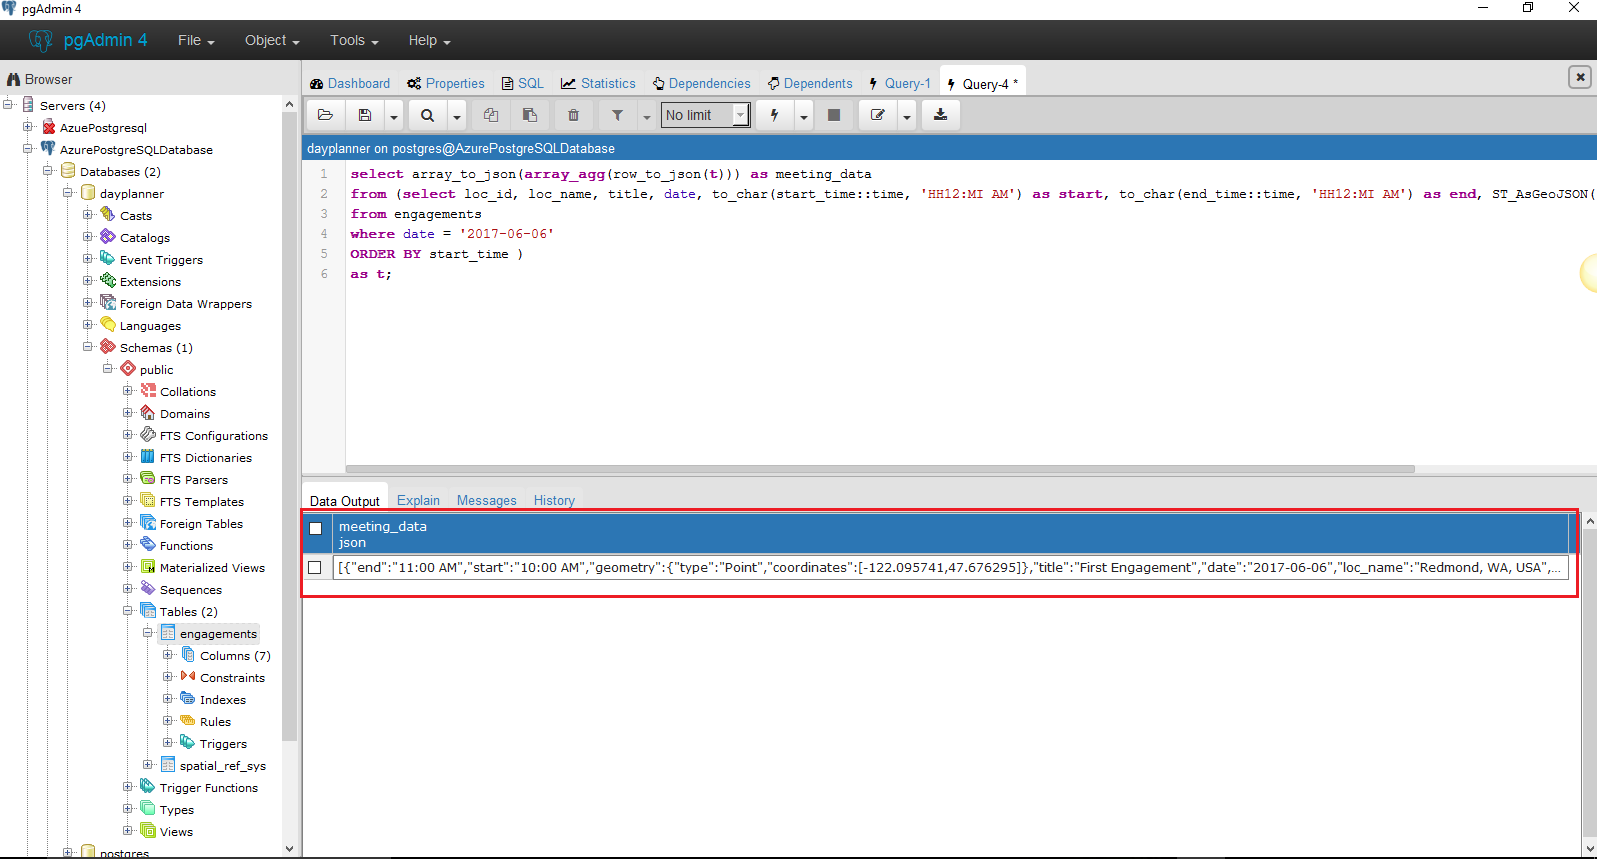 pgAdmin 4
pgAdmin 4 File Object Tools Help
Browser
Servers (4)
AzuePostgresql
AzurePostgreSQLDatabase
Databases (2)
dayplanner
Casts
Catalogs
Event Triggers
Extensions
Foreign Data Wrappers
Languages
Schemas (1)
public
Collations
Domains
FTS Configurations
FTS Dictionaries
FTS Parsers
FTS Templates
Foreign Tables
Functions
Materialized Views
Sequences
Tables (2)
engagements
Columns (7)
Constraints
Indexes
Rules
Triggers
spatial_ref_sys
Trigger Functions
Types
Views
postgres
Dashboard Properties SQL Statistics Dependencies Dependents Query-1 Query-4 *
No limit
dayplanner on postgres@AzurePostgreSQLDatabase
1 select array_to_json(array_agg(row_to_json(t))) as meeting_data
2 from (select loc_id, loc_name, title, date, to_char(start_time::time, 'HH12:MI AM') as start, to_char(end_time::time, 'HH12:MI AM') as end, ST_AsGeoJSON(
3 from engagements
4 where date = '2017-06-06'
5 ORDER BY start_time )
6 as t;
Data Output Explain Messages History
meeting_data
json
[{"end":"11:00 AM","start":"10:00 AM","geometry":{"type":"Point","coordinates":[-122.095741,47.676295]},"title":"First Engagement","date":"2017-06-06","loc_name":"Redmond, WA, USA",...